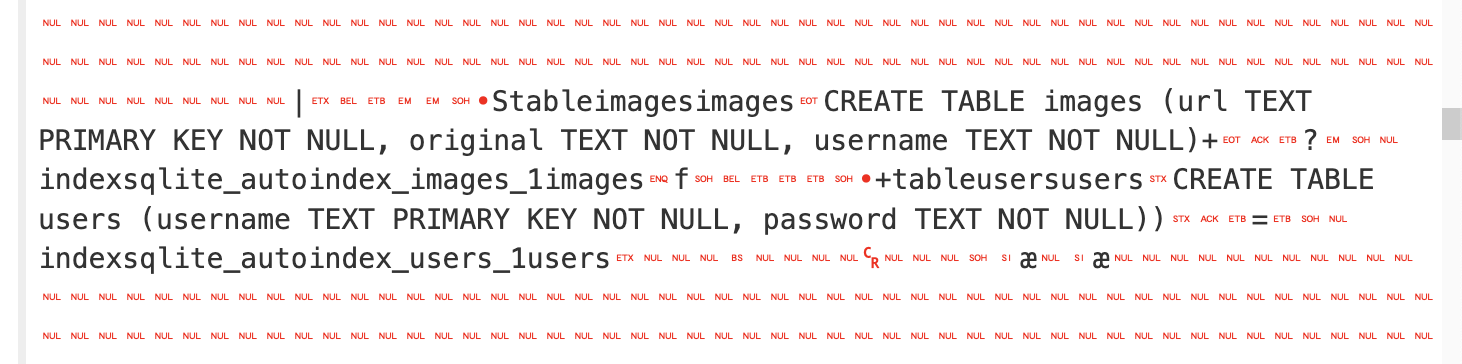 NUL NUL NUL NUL NUL NUL NUL NUL NUL NUL NUL NUL NUL NUL NUL NUL NUL NUL NUL NUL NUL NUL NUL NUL NUL NUL NUL NUL NUL NUL NUL NUL NUL NUL NUL NUL NUL NUL NUL NUL NUL NUL NUL NUL NUL NUL NUL NUL NUL NUL
NUL NUL NUL NUL NUL NUL NUL NUL NUL NUL NUL NUL NUL NUL NUL NUL NUL NUL NUL NUL NUL NUL NUL NUL NUL NUL NUL NUL NUL NUL NUL NUL NUL NUL NUL NUL NUL NUL NUL NUL NUL NUL NUL NUL NUL NUL NUL NUL NUL NUL
NUL NUL NUL NUL NUL NUL NUL NUL NUL | ETX BEL ETB EM EM SOH •Stableimagesimages EOT CREATE TABLE images (url TEXT
PRIMARY KEY NOT NULL, original TEXT NOT NULL, username TEXT NOT NULL)+ EOT ACK ETB ? EM SOH NUL
indexsqlite_autoindex_images_1images ENQ f SOH BEL ETB ETB ETB SOH •+tableusersusers STX CREATE TABLE
users (username TEXT PRIMARY KEY NOT NULL, password TEXT NOT NULL)) STX ACK ETB = ETB SOH NUL
indexsqlite_autoindex_users_1users ETX NUL NUL NUL BS NUL NUL NUL NUL CR NUL NUL NUL SOH SI æ NUL SI æ NUL NUL NUL NUL NUL NUL NUL NUL NUL NUL NUL
NUL NUL NUL NUL NUL NUL NUL NUL NUL NUL NUL NUL NUL NUL NUL NUL NUL NUL NUL NUL NUL NUL NUL NUL NUL NUL NUL NUL NUL NUL NUL NUL NUL NUL NUL NUL NUL NUL NUL NUL NUL NUL NUL NUL NUL NUL NUL NUL NUL NUL
NUL NUL NUL NUL NUL NUL NUL NUL NUL NUL NUL NUL NUL NUL NUL NUL NUL NUL NUL NUL NUL NUL NUL NUL NUL NUL NUL NUL NUL NUL NUL NUL NUL NUL NUL NUL NUL NUL NUL NUL NUL NUL NUL NUL NUL NUL NUL NUL NUL NUL